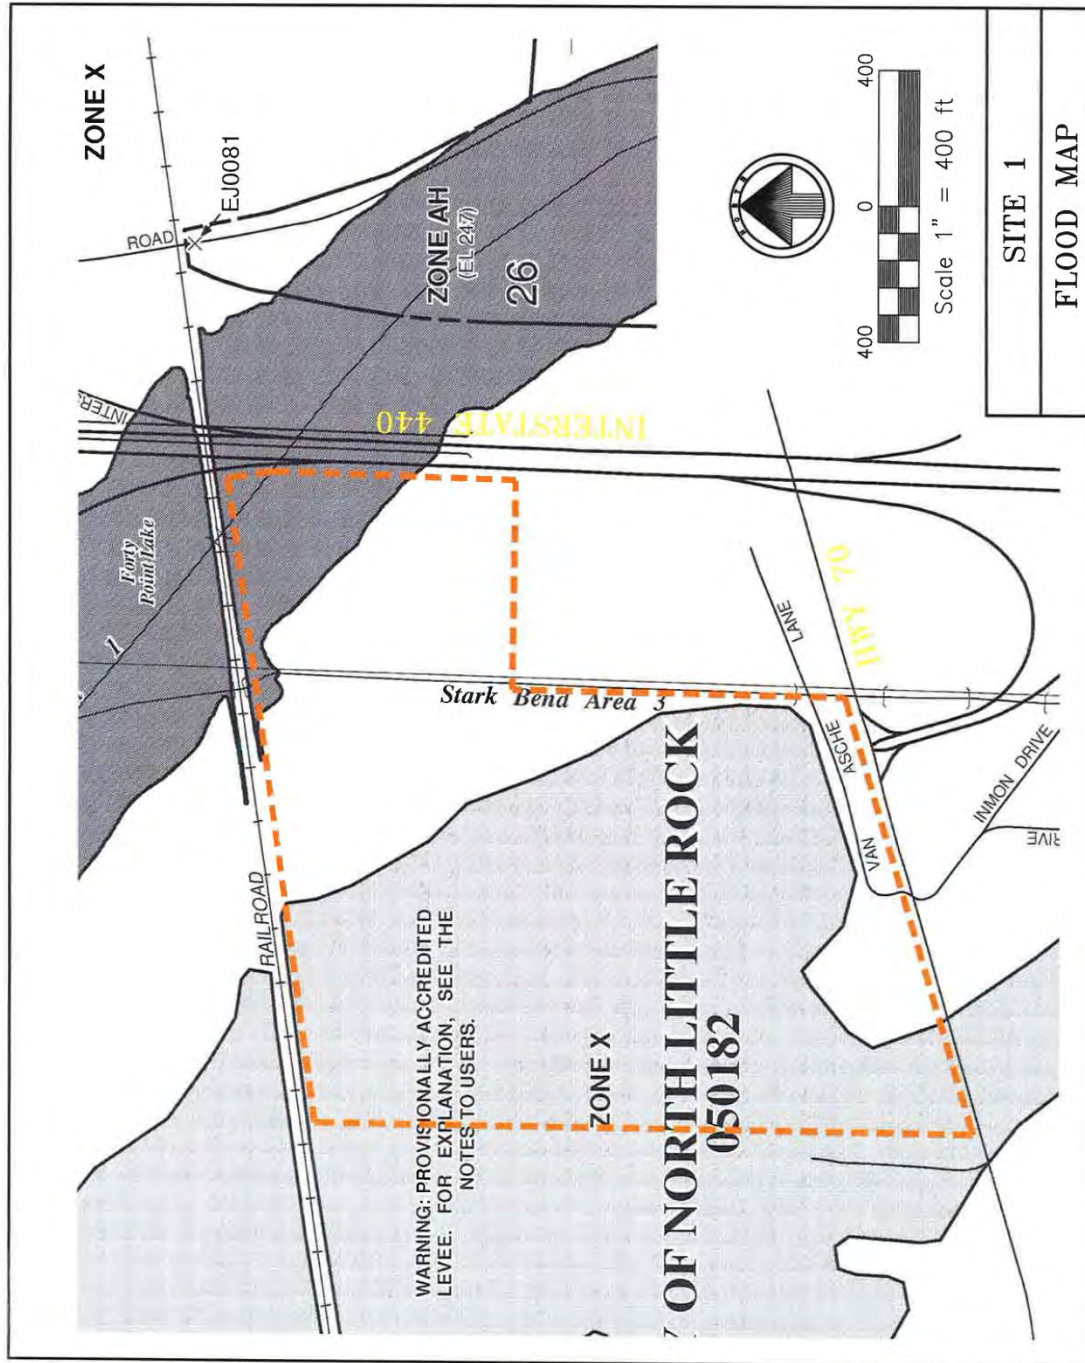 ZONE X
ROAD
EJ0081
ZONE AH
(EL 247)
26
INTERS
Forty
Point Lake
1
INTERSTATE 440
NORTH
400
0
400
Scale 1" = 400 ft
SITE 1
FLOOD MAP
RAILROAD
Stark Bend Area 3
LANE
ASCHE
VAN
HWY 70
INMON DRIVE
RIVE
WARNING: PROVISIONALLY ACCREDITED
LEVEE. FOR EXPLANATION, SEE THE
NOTES TO USERS.
ZONE X
OF NORTH LITTLE ROCK
050182